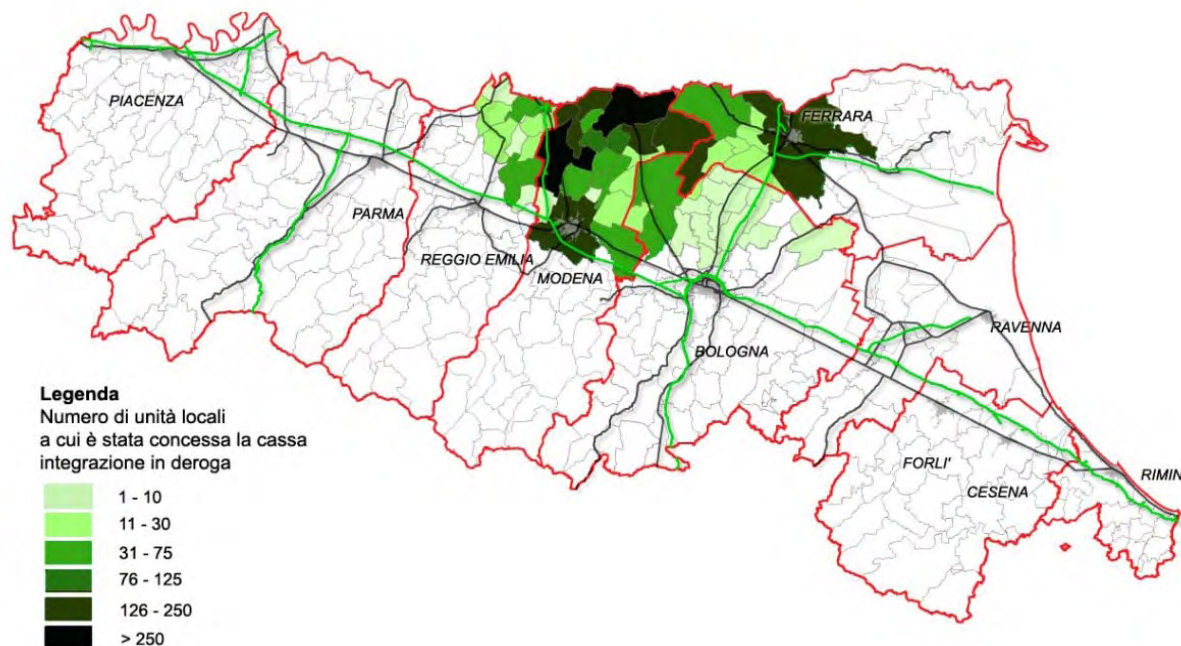 PIACENZA
FERRARA
PARMA
REGGIO EMILIA
MODENA
RAVENNA
BOLOGNA
FORLI'
CESENA
RIMIN
Legenda
Numero di unità locali
a cui è stata concessa la cassa
integrazione in deroga
1 - 10
11 - 30
31 - 75
76 - 125
126 - 250
> 250